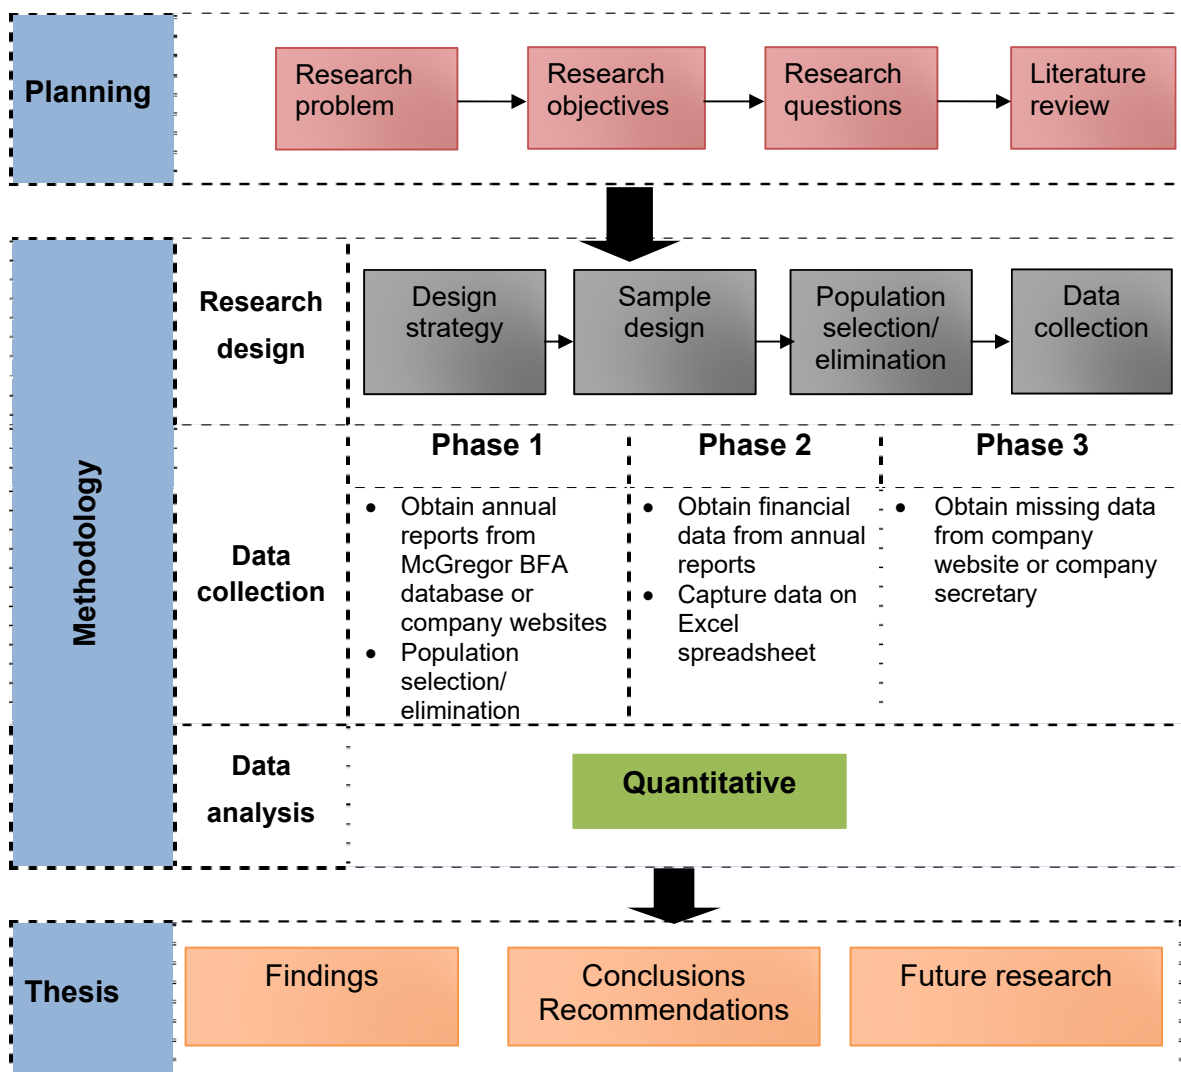 Planning
Research
problem
Research
objectives
Research
questions
Literature
review
Methodology
Research
design
Design
strategy
Sample
design
Population
selection/
elimination
Data
collection
Data
collection
Phase 1
• Obtain annual
reports from
McGregor BFA
database or
company websites
• Population
selection/
elimination
Phase 2
• Obtain financial
data from annual
reports
• Capture data on
Excel
spreadsheet
Phase 3
• Obtain missing data
from company
website or company
secretary
Data
analysis
Quantitative
Thesis
Findings
Conclusions
Recommendations
Future research